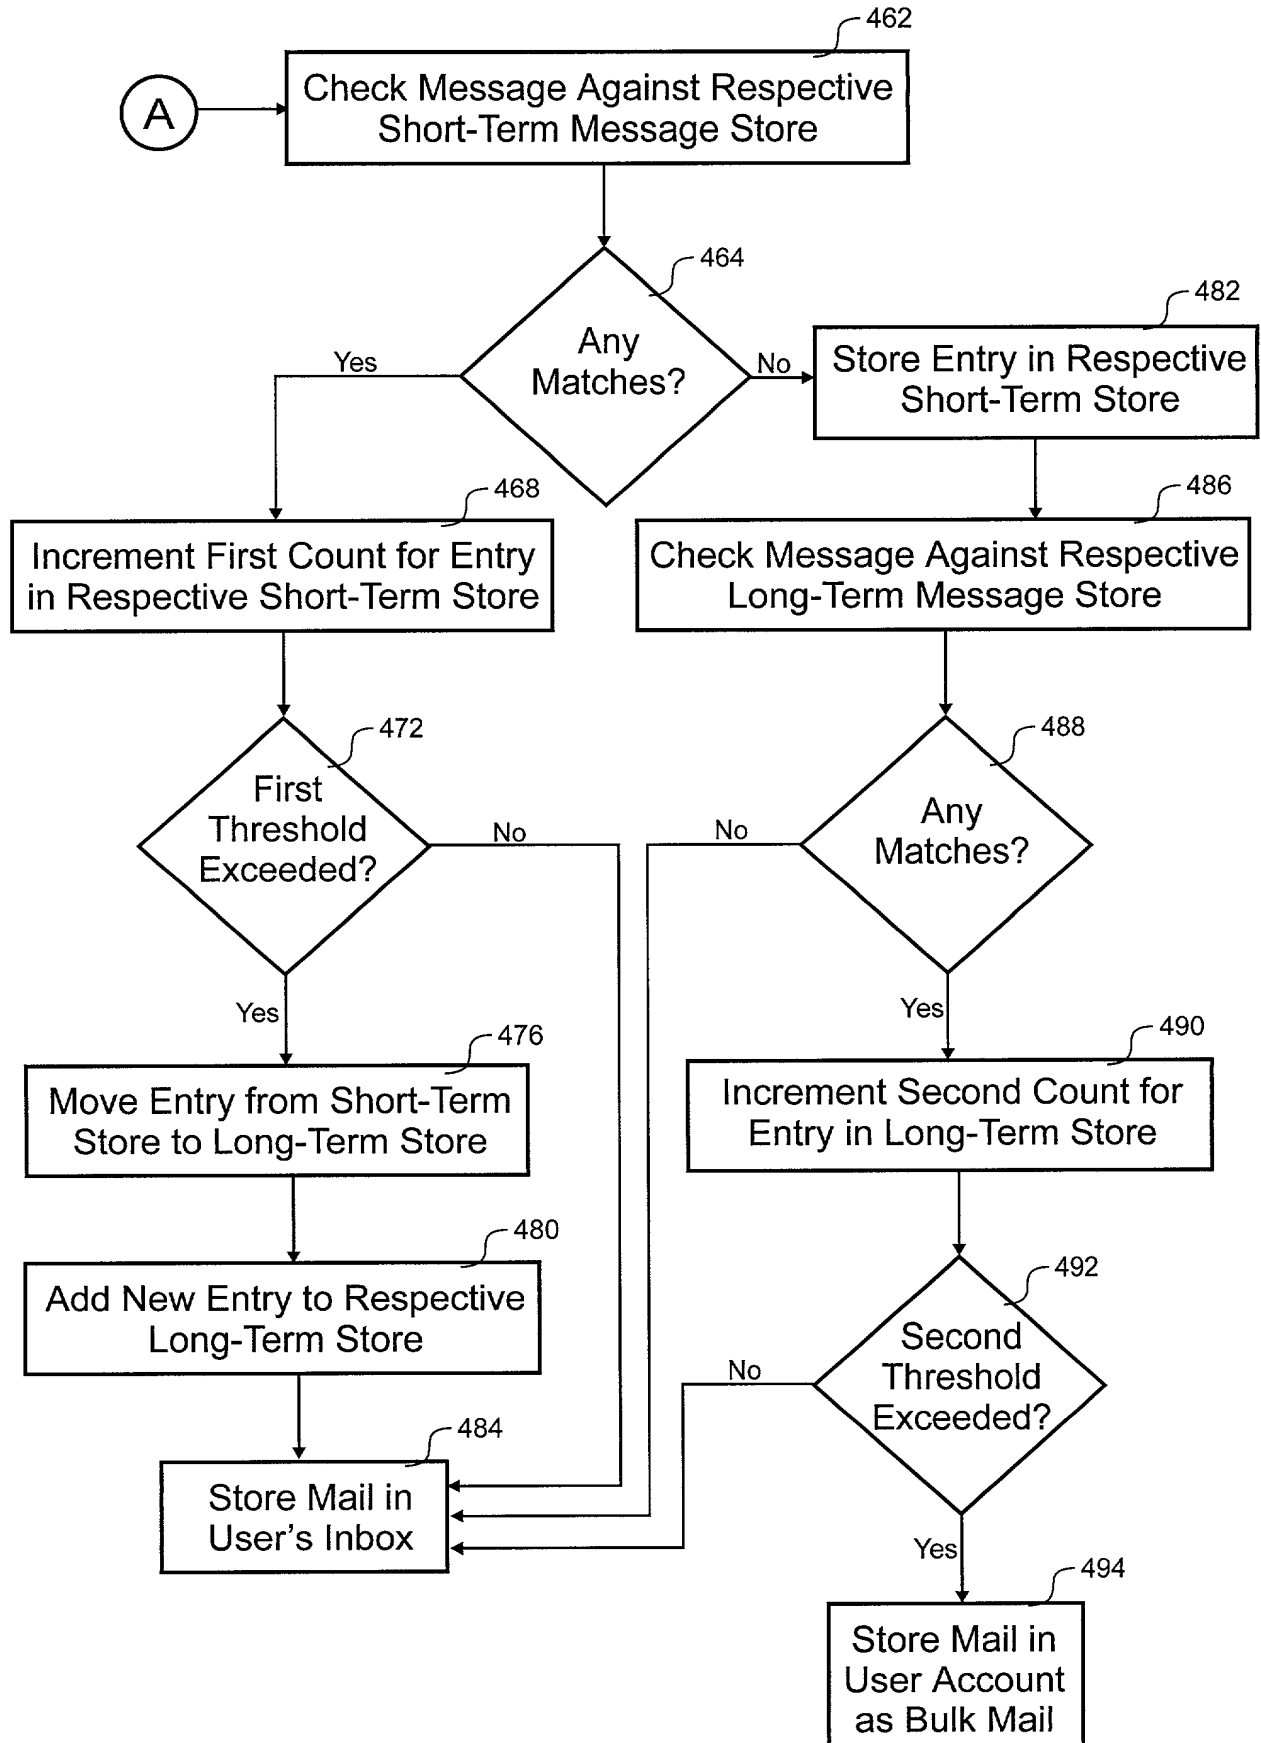 462
A
Check Message Against Respective
Short-Term Message Store
464
Any
Matches?
Yes
No
482
Store Entry in Respective
Short-Term Store
468
Increment First Count for Entry
in Respective Short-Term Store
486
Check Message Against Respective
Long-Term Message Store
472
First
Threshold
Exceeded?
No
Yes
488
Any
Matches?
No
Yes
476
Move Entry from Short-Term
Store to Long-Term Store
490
Increment Second Count for
Entry in Long-Term Store
480
Add New Entry to Respective
Long-Term Store
492
Second
Threshold
Exceeded?
No
Yes
484
Store Mail in
User's Inbox
494
Store Mail in
User Account
as Bulk Mail